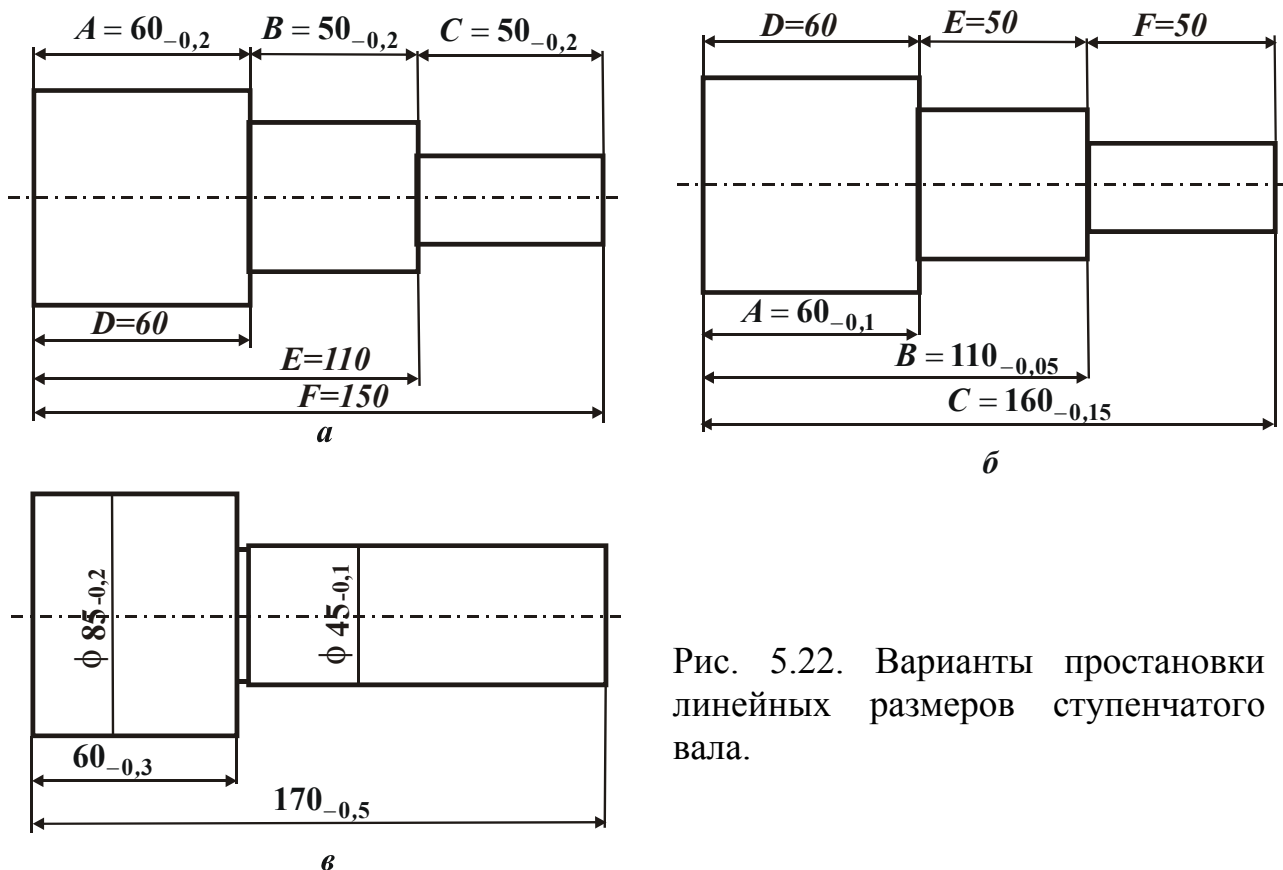 A = 60₋₀,₂ B = 50₋₀,₂ C = 50₋₀,₂
D=60
E=110
F=150
а
D=60 E=50 F=50
A = 60₋₀,₁
B = 110₋₀,₀₅
C = 160₋₀,₁₅
б
ϕ 85-0,2
ϕ 45-0,1
60₋₀,₃
170₋₀,₅
в
Рис. 5.22. Варианты простановки
линейных размеров ступенчатого
вала.